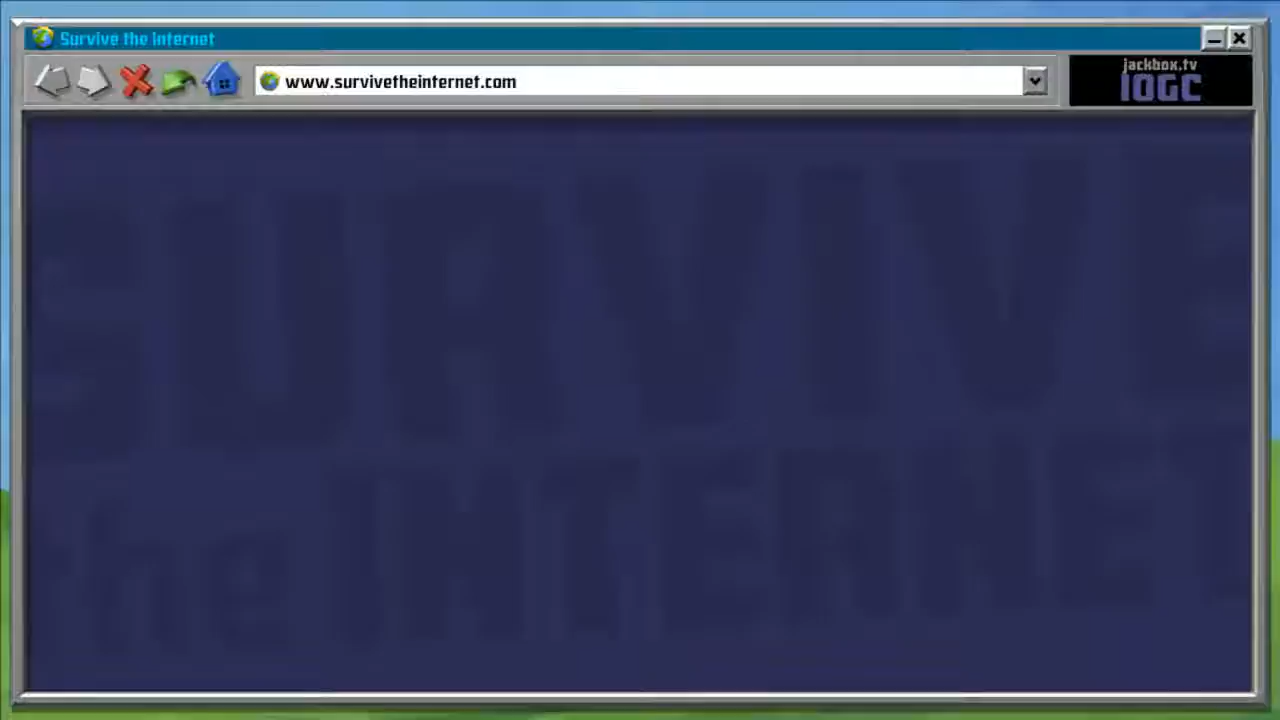 Survive the Internet
www.survivetheinternet.com
jackbox.tv
IOGC
SURVIVE
the INTERNET